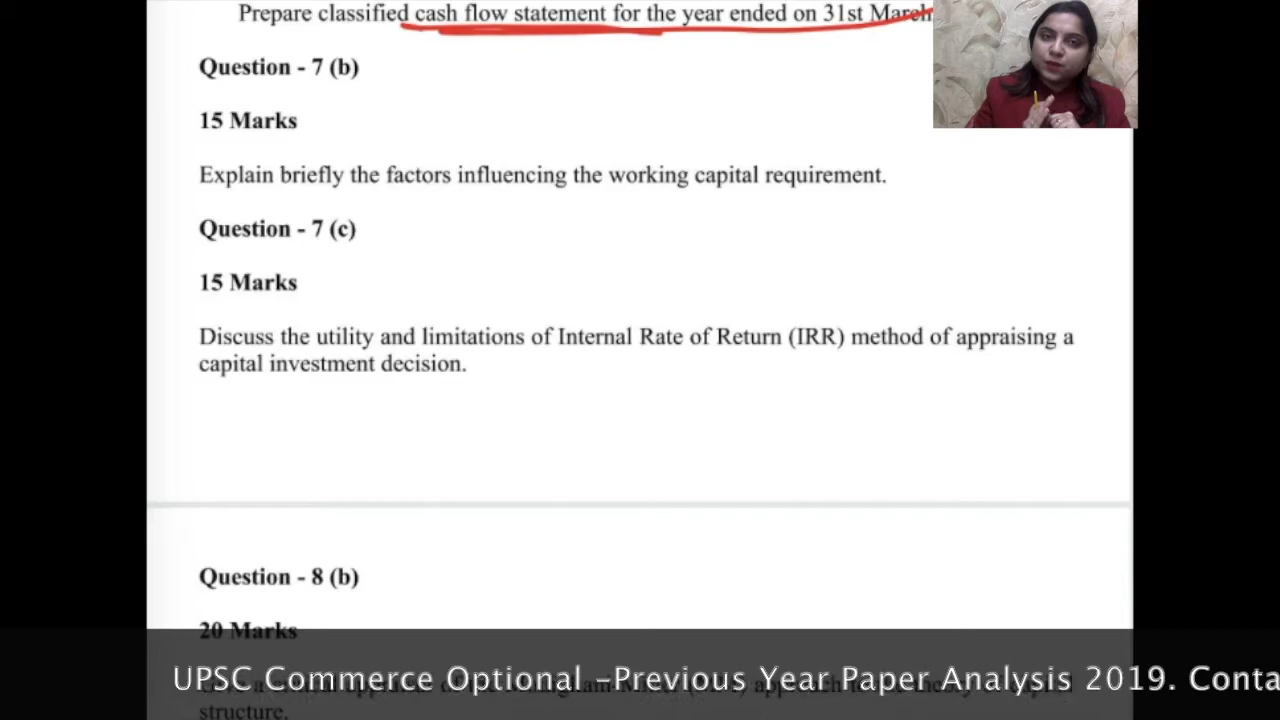 Prepare classified cash flow statement for the year ended on 31st March
Question - 7 (b)
15 Marks
Explain briefly the factors influencing the working capital requirement.
Question - 7 (c)
15 Marks
Discuss the utility and limitations of Internal Rate of Return (IRR) method of appraising a
capital investment decision.
Question - 8 (b)
20 Marks
structure.
UPSC Commerce Optional -Previous Year Paper Analysis 2019. Conta